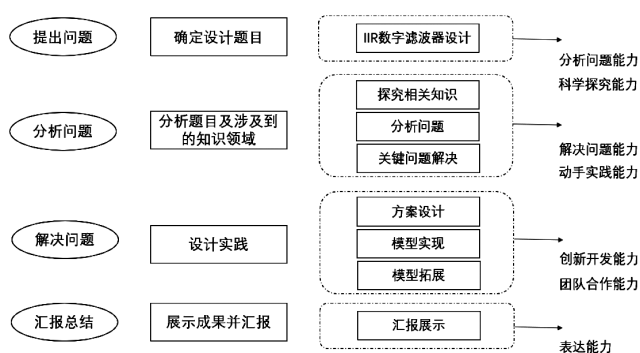 提出问题
确定设计题目
IIR数字滤波器设计
分析问题能力
科学探究能力
分析问题
分析题目及涉及到
的知识领域
探究相关知识
分析问题
关键问题解决
解决问题能力
动手实践能力
解决问题
设计实践
方案设计
模型实现
模型拓展
创新开发能力
团队合作能力
汇报总结
展示成果并汇报
汇报展示
表达能力